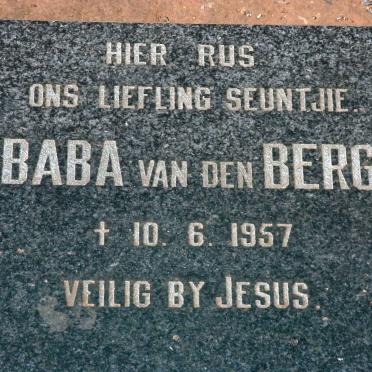 HIER RUS
ONS LIEFLING SEUNTJIE.
BABA VAN DEN BERG
† 10. 6. 1957
VEILIG BY JESUS.